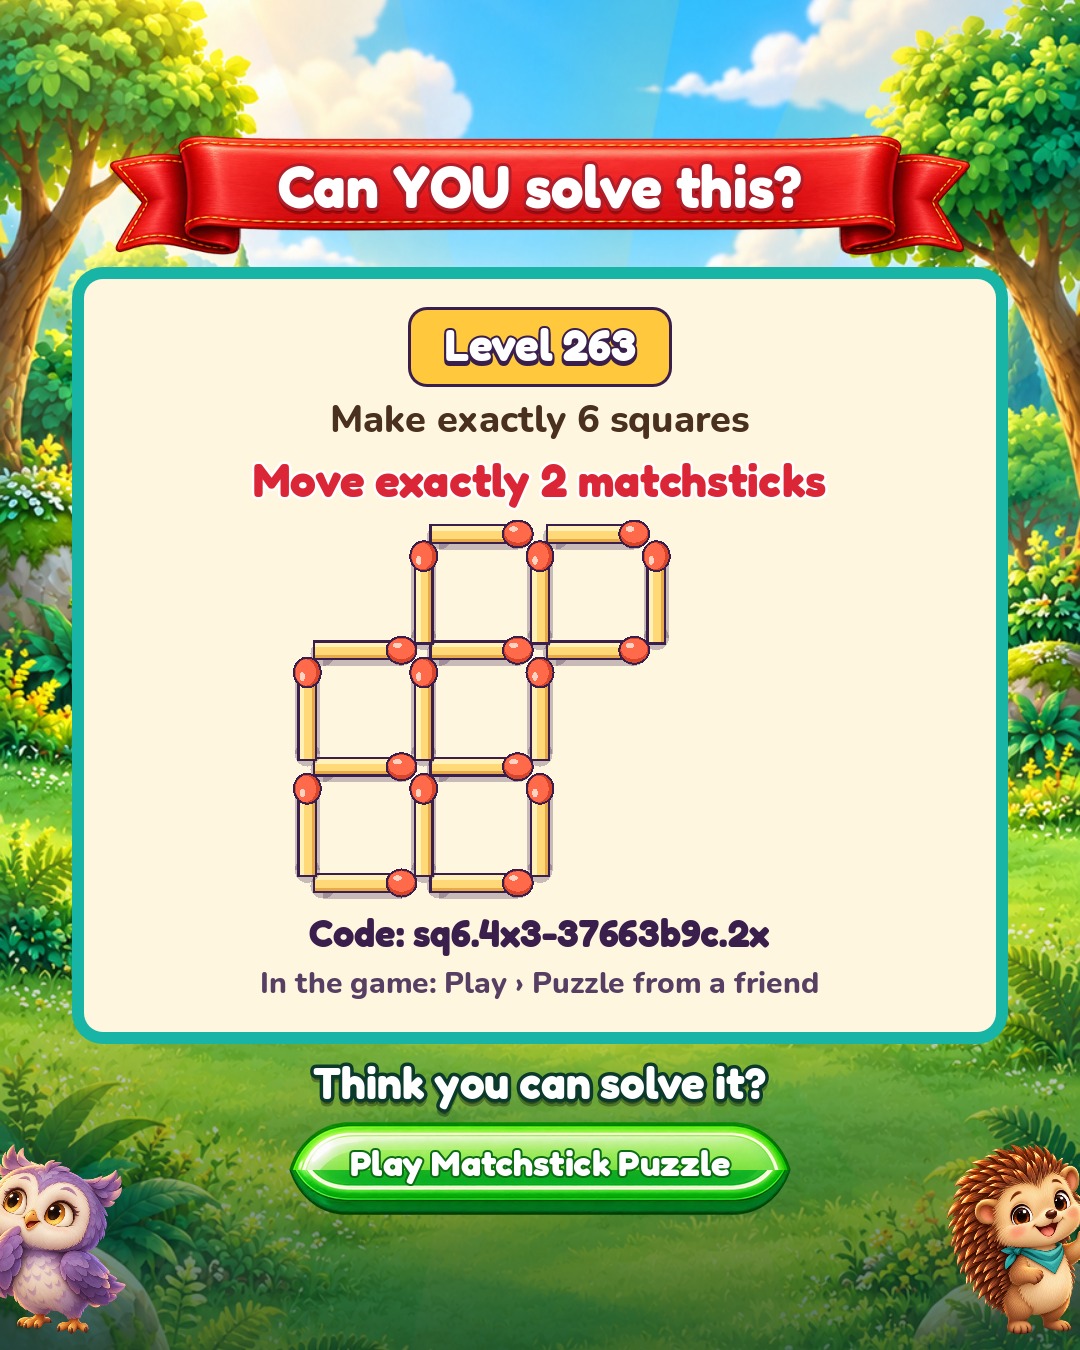 Can YOU solve this?
Level 263
Make exactly 6 squares
Move exactly 2 matchsticks
Code: sq6.4x3-37663b9c.2x
In the game: Play › Puzzle from a friend
Think you can solve it?
Play Matchstick Puzzle